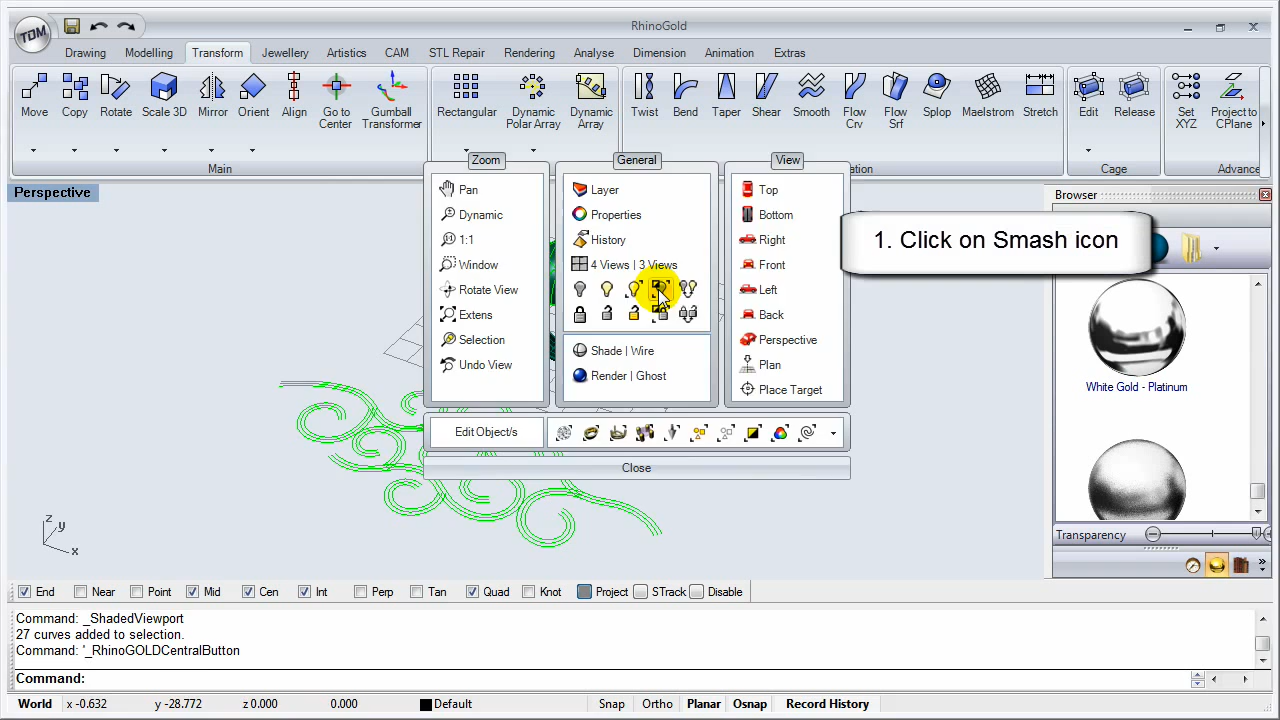 TDM
RhinoGold
Drawing Modelling Transform Jewellery Artistics CAM STL Repair Rendering Analyse Dimension Animation Extras
Move Copy Rotate Scale 3D Mirror Orient Align Go to Center Gumball Transformer Rectangular Dynamic Polar Array Dynamic Array Twist Bend Taper Shear Smooth Flow Crv Flow Srf Splop Maelstrom Stretch Edit Release Set XYZ Project to CPlane
Main
ation
Cage
Advance
Perspective
Zoom
Pan
Dynamic
1:1
Window
Rotate View
Extens
Selection
Undo View
General
Layer
Properties
History
4 Views | 3 Views
Shade | Wire
Render | Ghost
View
Top
Bottom
Right
Front
Left
Back
Perspective
Plan
Place Target
Edit Object/s
Close
1. Click on Smash icon
Browser
White Gold - Platinum
Transparency
z
y
x
End Near Point Mid Cen Int Perp Tan Quad Knot Project STrack Disable
Command: _ShadedViewport
27 curves added to selection.
Command: '_RhinoGOLDCentralButton
Command:
World x -0.632 y -28.772 z 0.000 0.000 Default Snap Ortho Planar Osnap Record History